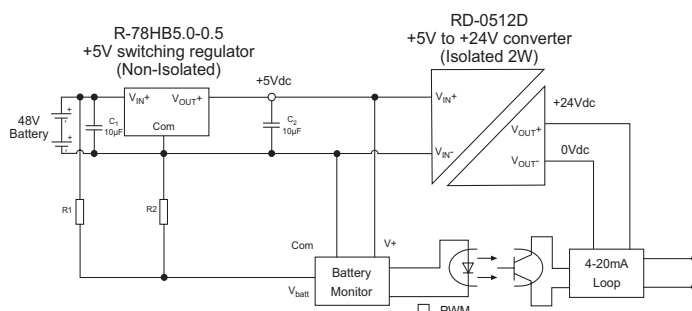 R-78HB5.0-0.5
+5V switching regulator
(Non-Isolated)
RD-0512D
+5V to +24V converter
(Isolated 2W)
+5Vdc
VIN+
VOUT+
Com
48V
Battery
+
-
+
-
C1
10µF
C2
10µF
VIN+
VIN-
VOUT+
VOUT-
+24Vdc
0Vdc
R1
R2
Com
V+
Vbatt
Battery
Monitor
4-20mA
Loop
PWM